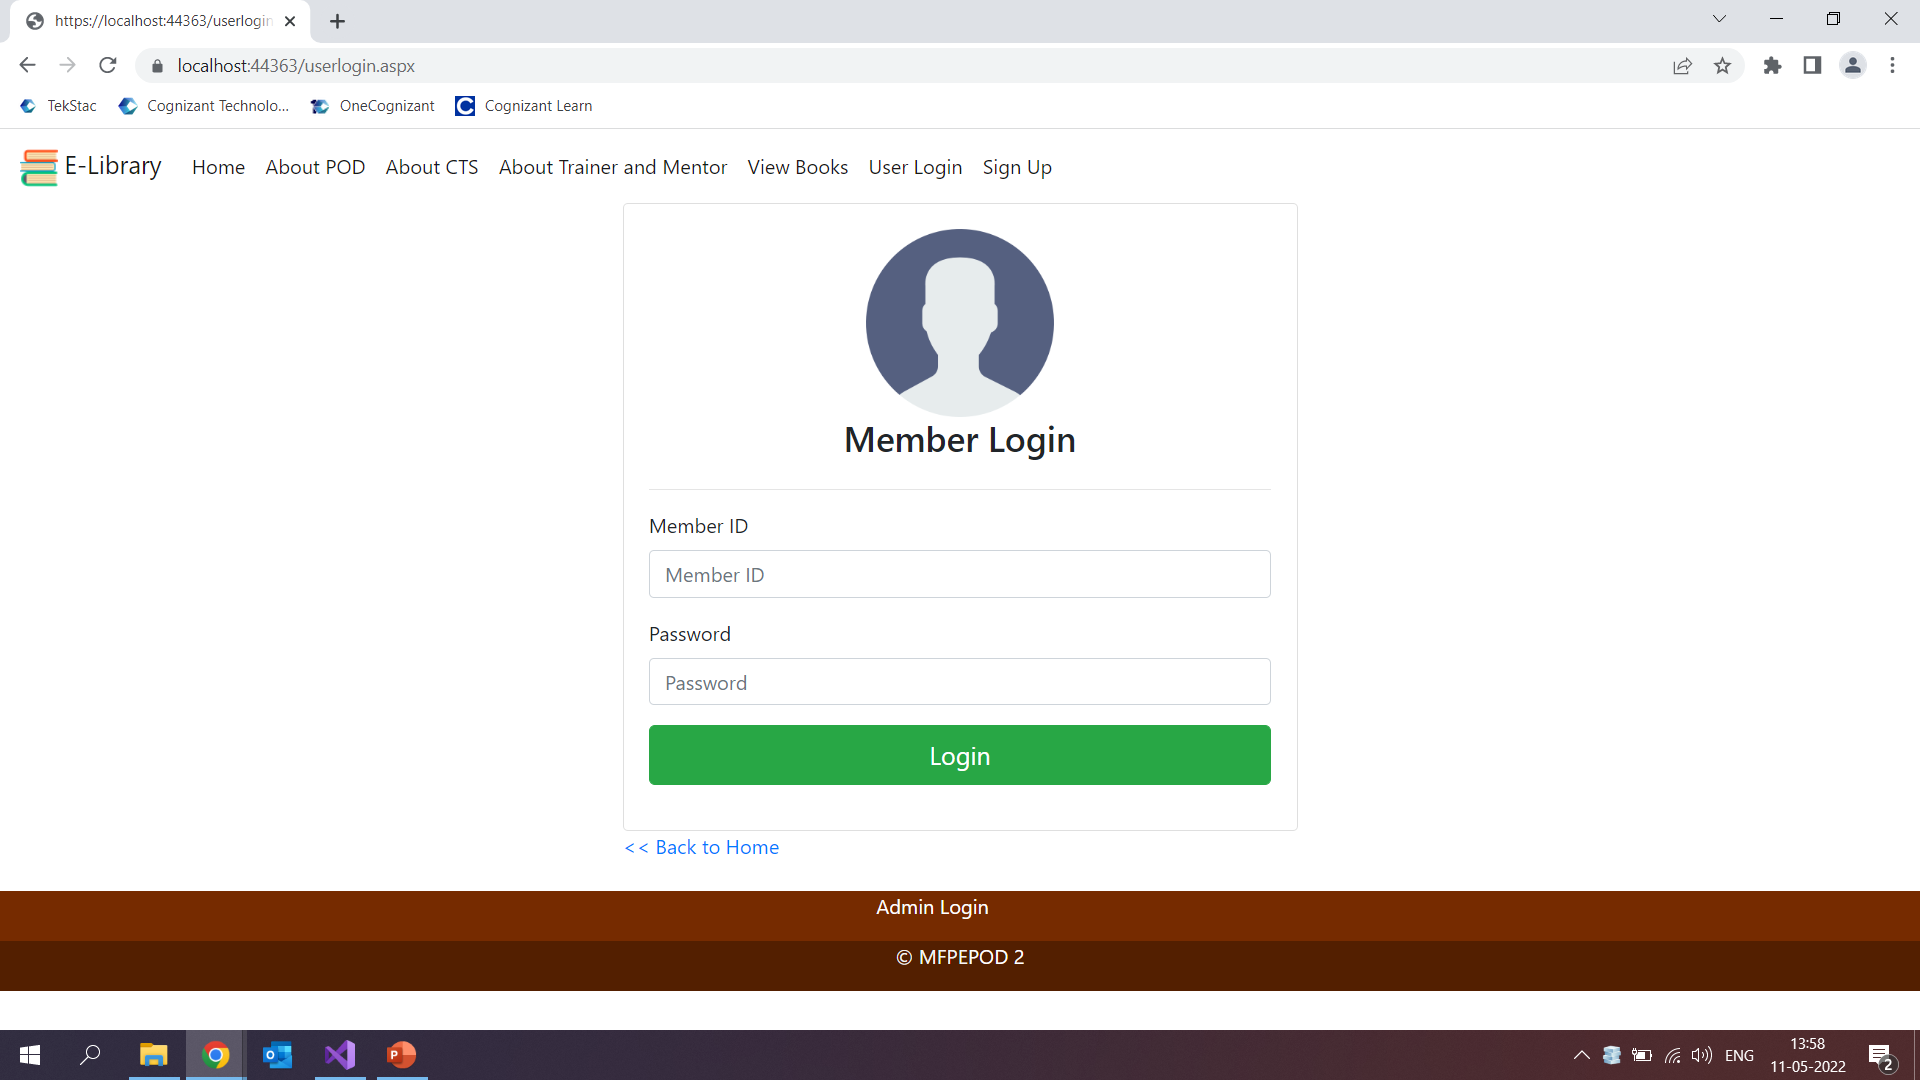 https://localhost:44363/userlogin
localhost:44363/userlogin.aspx
TekStac Cognizant Technolo... OneCognizant C Cognizant Learn
E-Library Home About POD About CTS About Trainer and Mentor View Books User Login Sign Up
Member Login
Member ID
Member ID
Password
Password
Login
<< Back to Home
Admin Login
© MFPEPOD 2
ENG 13:58
11-05-2022
2